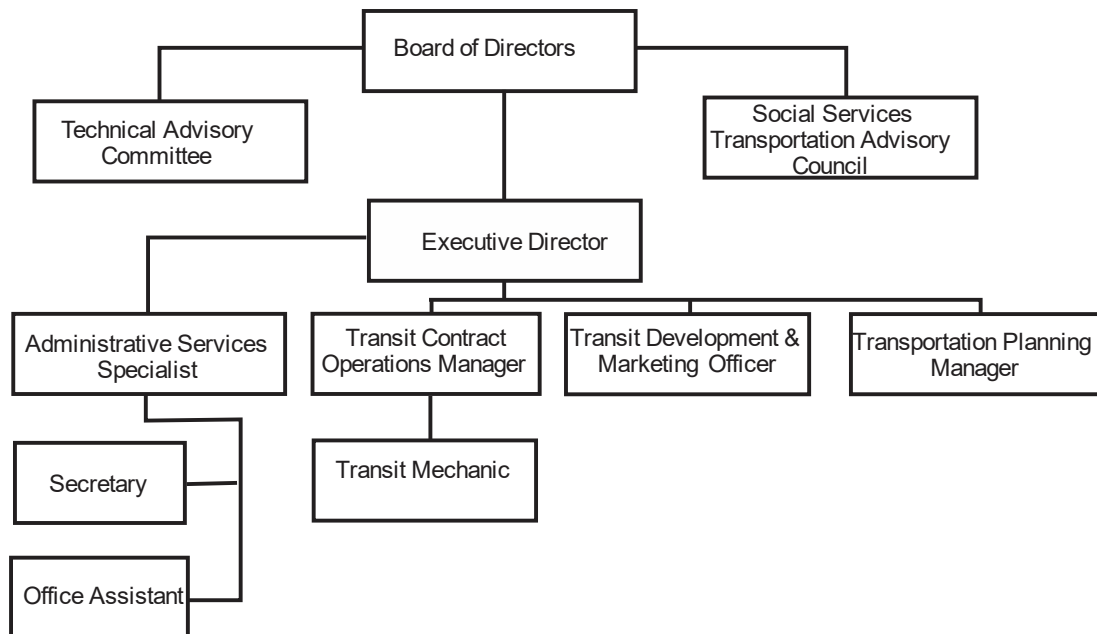 Board of Directors
Technical Advisory
Committee
Social Services
Transportation Advisory
Council
Executive Director
Administrative Services
Specialist
Transit Contract
Operations Manager
Transit Development &
Marketing Officer
Transportation Planning
Manager
Secretary
Transit Mechanic
Office Assistant